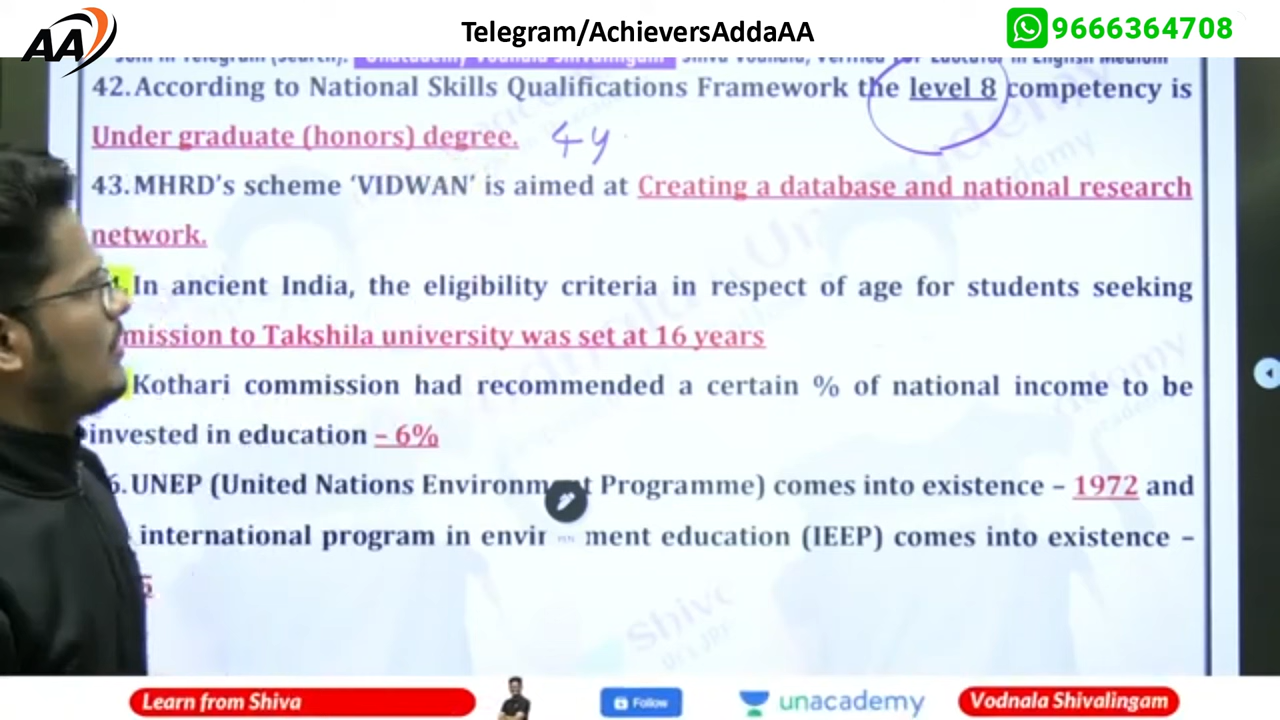 AA
Telegram/AchieversAddaAA
9666364708
42. According to National Skills Qualifications Framework the level 8 competency is
Under graduate (honors) degree. 4y
43. MHRD's scheme 'VIDWAN' is aimed at Creating a database and national research
network.
In ancient India, the eligibility criteria in respect of age for students seeking
mission to Takshila university was set at 16 years
Kothari commission had recommended a certain % of national income to be
invested in education – 6%
6. UNEP (United Nations Environm t Programme) comes into existence – 1972 and
international program in envir ment education (IEEP) comes into existence –
5
Learn from Shiva
Follow
unacademy
Vodnala Shivalingam